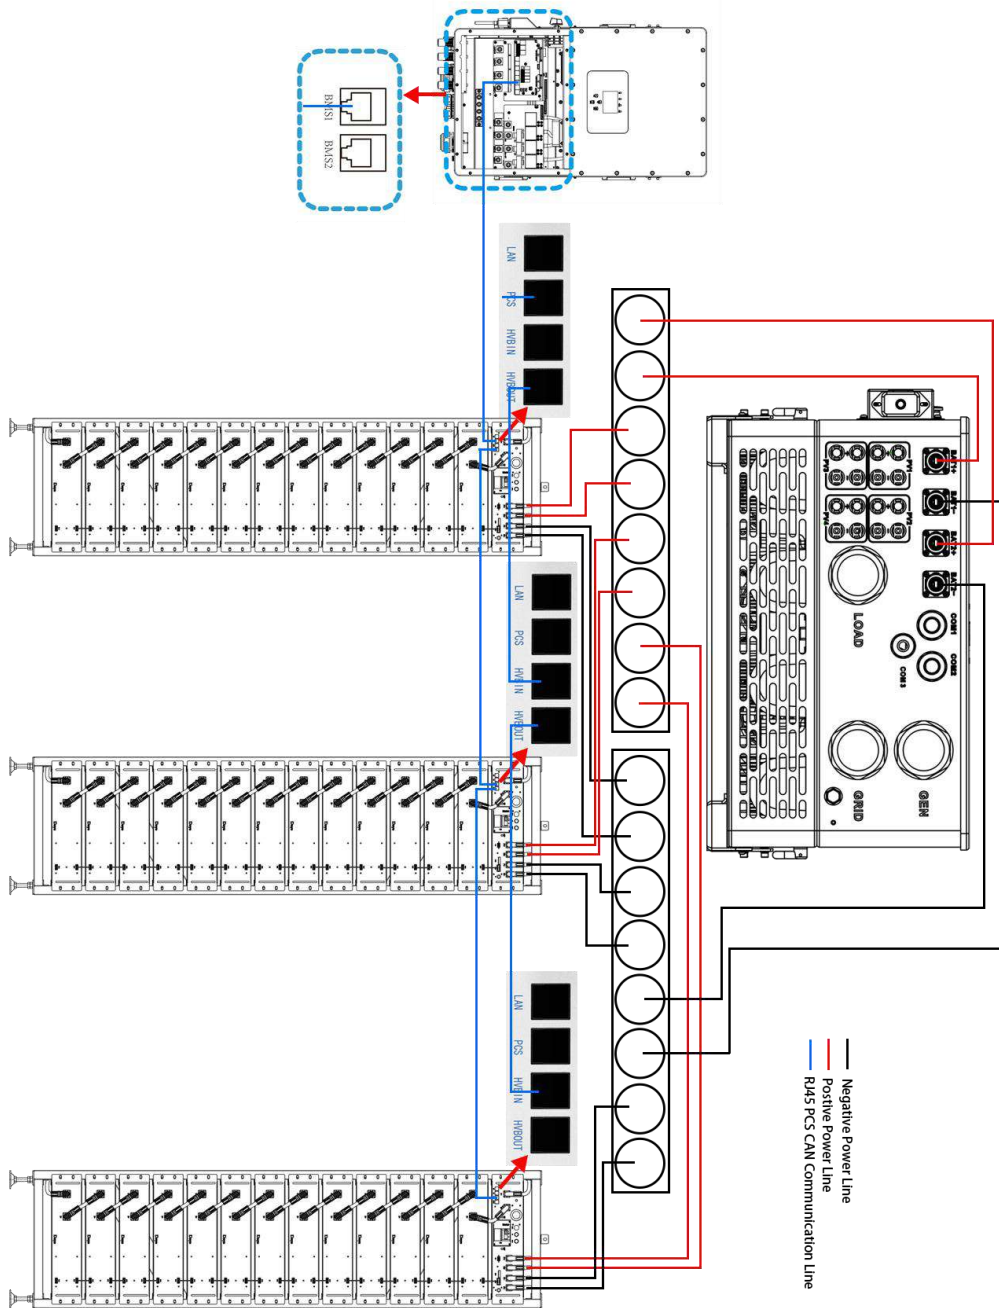 BMS1
BMS2
LAN
PCS
HVBIN
HVBOUT
LAN
PCS
HVBIN
HVBOUT
LAN
PCS
HVBIN
HVBOUT
BAT1+
BAT1-
BAT2+
BAT2-
PV1
PV3
PV2
PV4
LOAD
COM1
COM2
COM3
GRID
GEN
Negative Power Line
Postive Power Line
RJ45 PCS CAN Communication Line